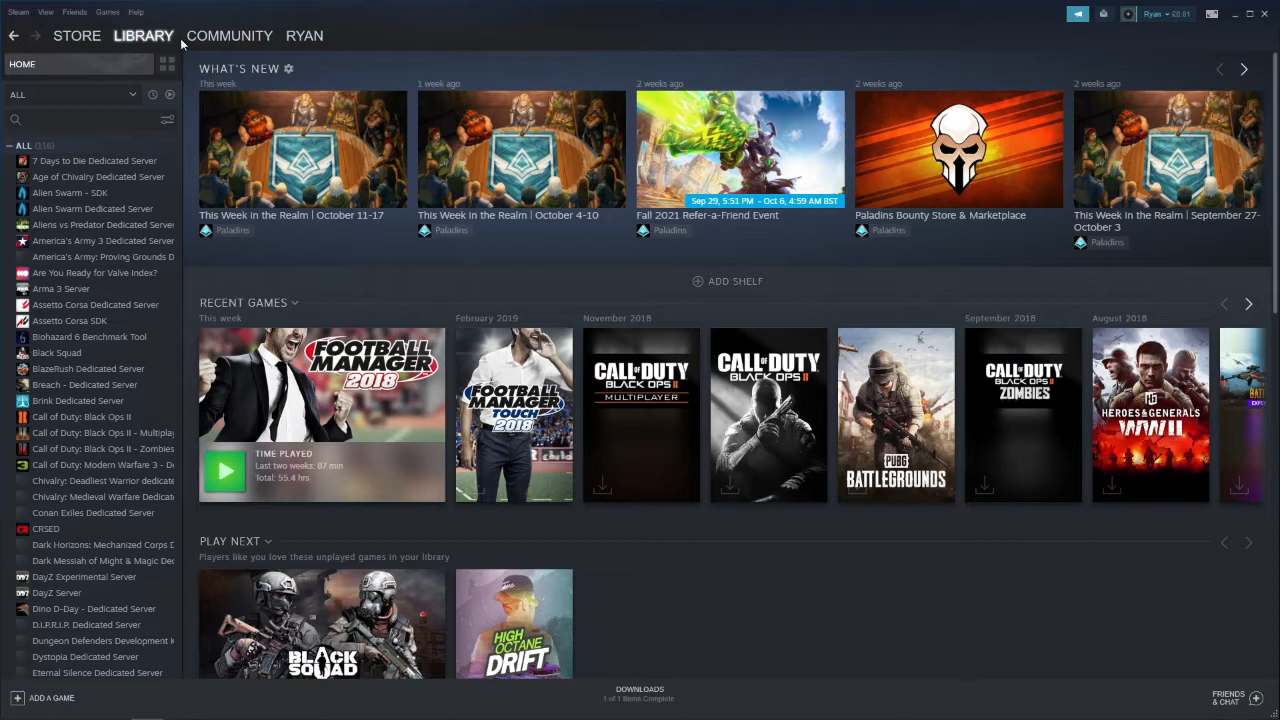 Steam View Friends Games Help
Ryan £0.01
STORE LIBRARY COMMUNITY RYAN
HOME
ALL
ALL (116)
7 Days to Die Dedicated Server
Age of Chivalry Dedicated Server
Alien Swarm - SDK
Alien Swarm Dedicated Server
Aliens vs Predator Dedicated Server
America's Army 3 Dedicated Server
America's Army: Proving Grounds D
Are You Ready for Valve Index?
Arma 3 Server
Assetto Corsa Dedicated Server
Assetto Corsa SDK
Biohazard 6 Benchmark Tool
Black Squad
BlazeRush Dedicated Server
Breach - Dedicated Server
Brink Dedicated Server
Call of Duty: Black Ops II
Call of Duty: Black Ops II - Multiplay
Call of Duty: Black Ops II - Zombies
Call of Duty: Modern Warfare 3 - De
Chivalry: Deadliest Warrior dedicate
Chivalry: Medieval Warfare Dedicat
Conan Exiles Dedicated Server
CRSED
Dark Horizons: Mechanized Corps D
Dark Messiah of Might & Magic Dec
DayZ Experimental Server
DayZ Server
Dino D-Day - Dedicated Server
D.I.P.R.I.P. Dedicated Server
Dungeon Defenders Development K
Dystopia Dedicated Server
Eternal Silence Dedicated Server
ADD A GAME
WHAT'S NEW
This week
1 week ago
2 weeks ago
2 weeks ago
2 weeks ago
Sep 29, 5:51 PM - Oct 6, 4:59 AM BST
This Week in the Realm | October 11-17
Paladins
This Week in the Realm | October 4-10
Paladins
Fall 2021 Refer-a-Friend Event
Paladins
Paladins Bounty Store & Marketplace
Paladins
This Week in the Realm | September 27-
October 3
Paladins
ADD SHELF
RECENT GAMES
This week
February 2019
November 2018
September 2018
August 2018
FOOTBALL
MANAGER
2018
TIME PLAYED
Last two weeks: 87 min
Total: 55.4 hrs
FOOTBALL
MANAGER
TOUCH
2018
CALL OF DUTY
BLACK OPS II
MULTIPLAYER
CALL OF DUTY
BLACK OPS II
PUBG
BATTLEGROUNDS
CALL OF DUTY
BLACK OPS II
ZOMBIES
HEROES & GENERALS
WWII
PLAY NEXT
Players like you love these unplayed games in your library
BLACK
SQUAD
HIGH
OCTANE
DRIFT
DOWNLOADS
1 of 1 Items Complete
FRIENDS
& CHAT